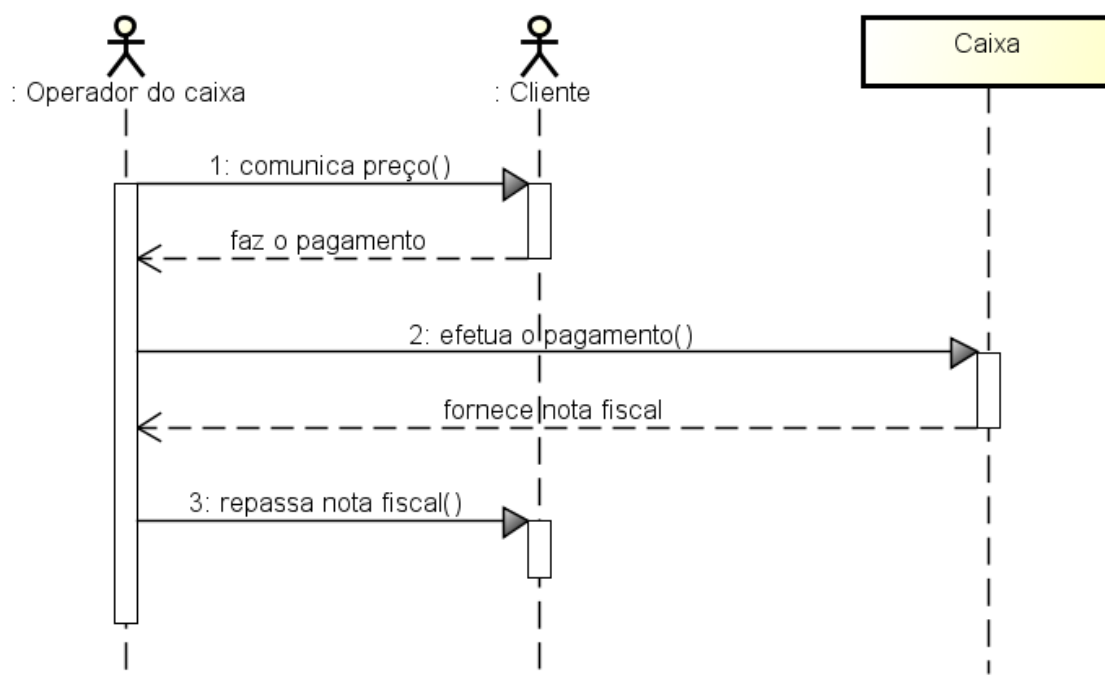 : Operador do caixa
: Cliente
Caixa
1: comunica preço()
faz o pagamento
2: efetua o pagamento()
fornece nota fiscal
3: repassa nota fiscal()